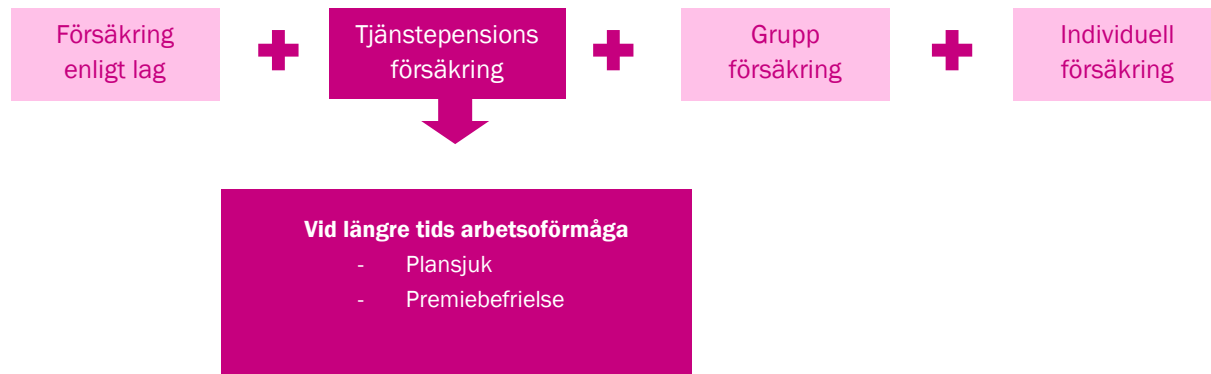 Försäkring
enligt lag
Tjänstepensions
försäkring
Grupp
försäkring
Individuell
försäkring
Vid längre tids arbetsoförmåga
- Plansjuk
- Premiebefrielse